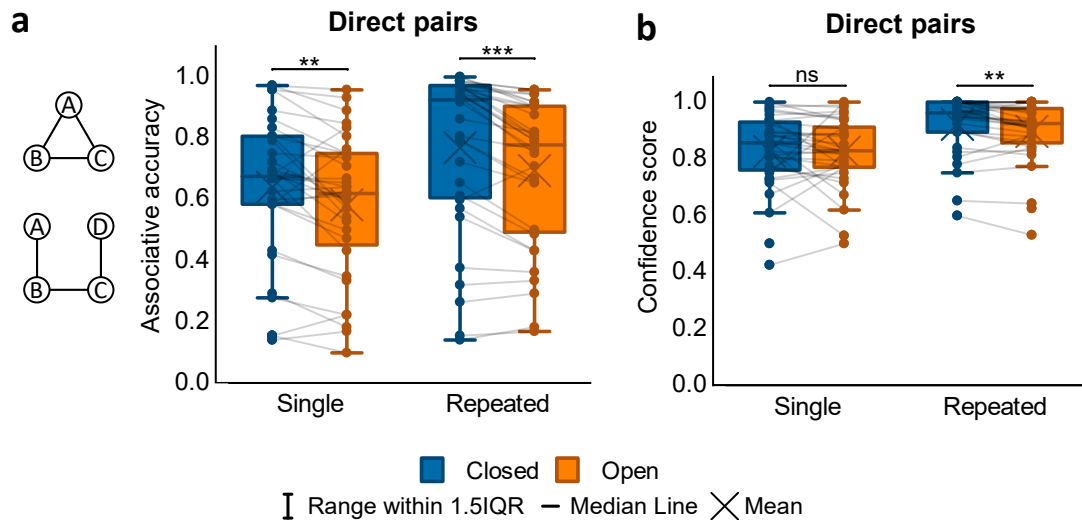 a
Direct pairs
A
B C
A D
B C
Associative accuracy
1.0
0.8
0.6
0.4
0.2
0.0
**
***
Single Repeated
b
Direct pairs
Confidence score
1.0
0.8
0.6
0.4
0.2
0.0
ns
**
Single Repeated
Closed Open
Range within 1.5IQR Median Line Mean